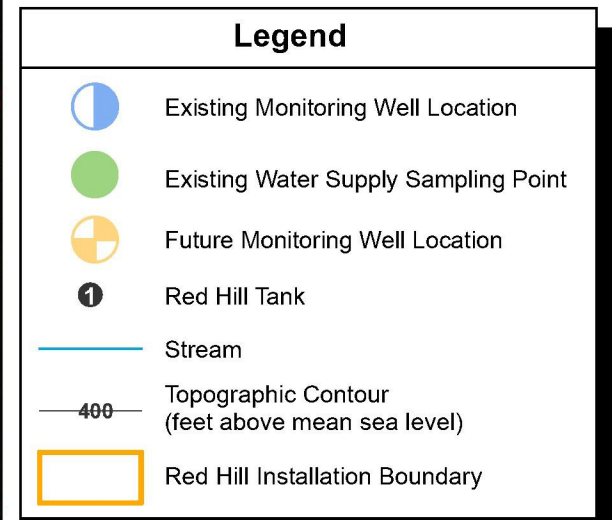 Legend
Existing Monitoring Well Location
Existing Water Supply Sampling Point
Future Monitoring Well Location
1 Red Hill Tank
Stream
400 Topographic Contour
(feet above mean sea level)
Red Hill Installation Boundary